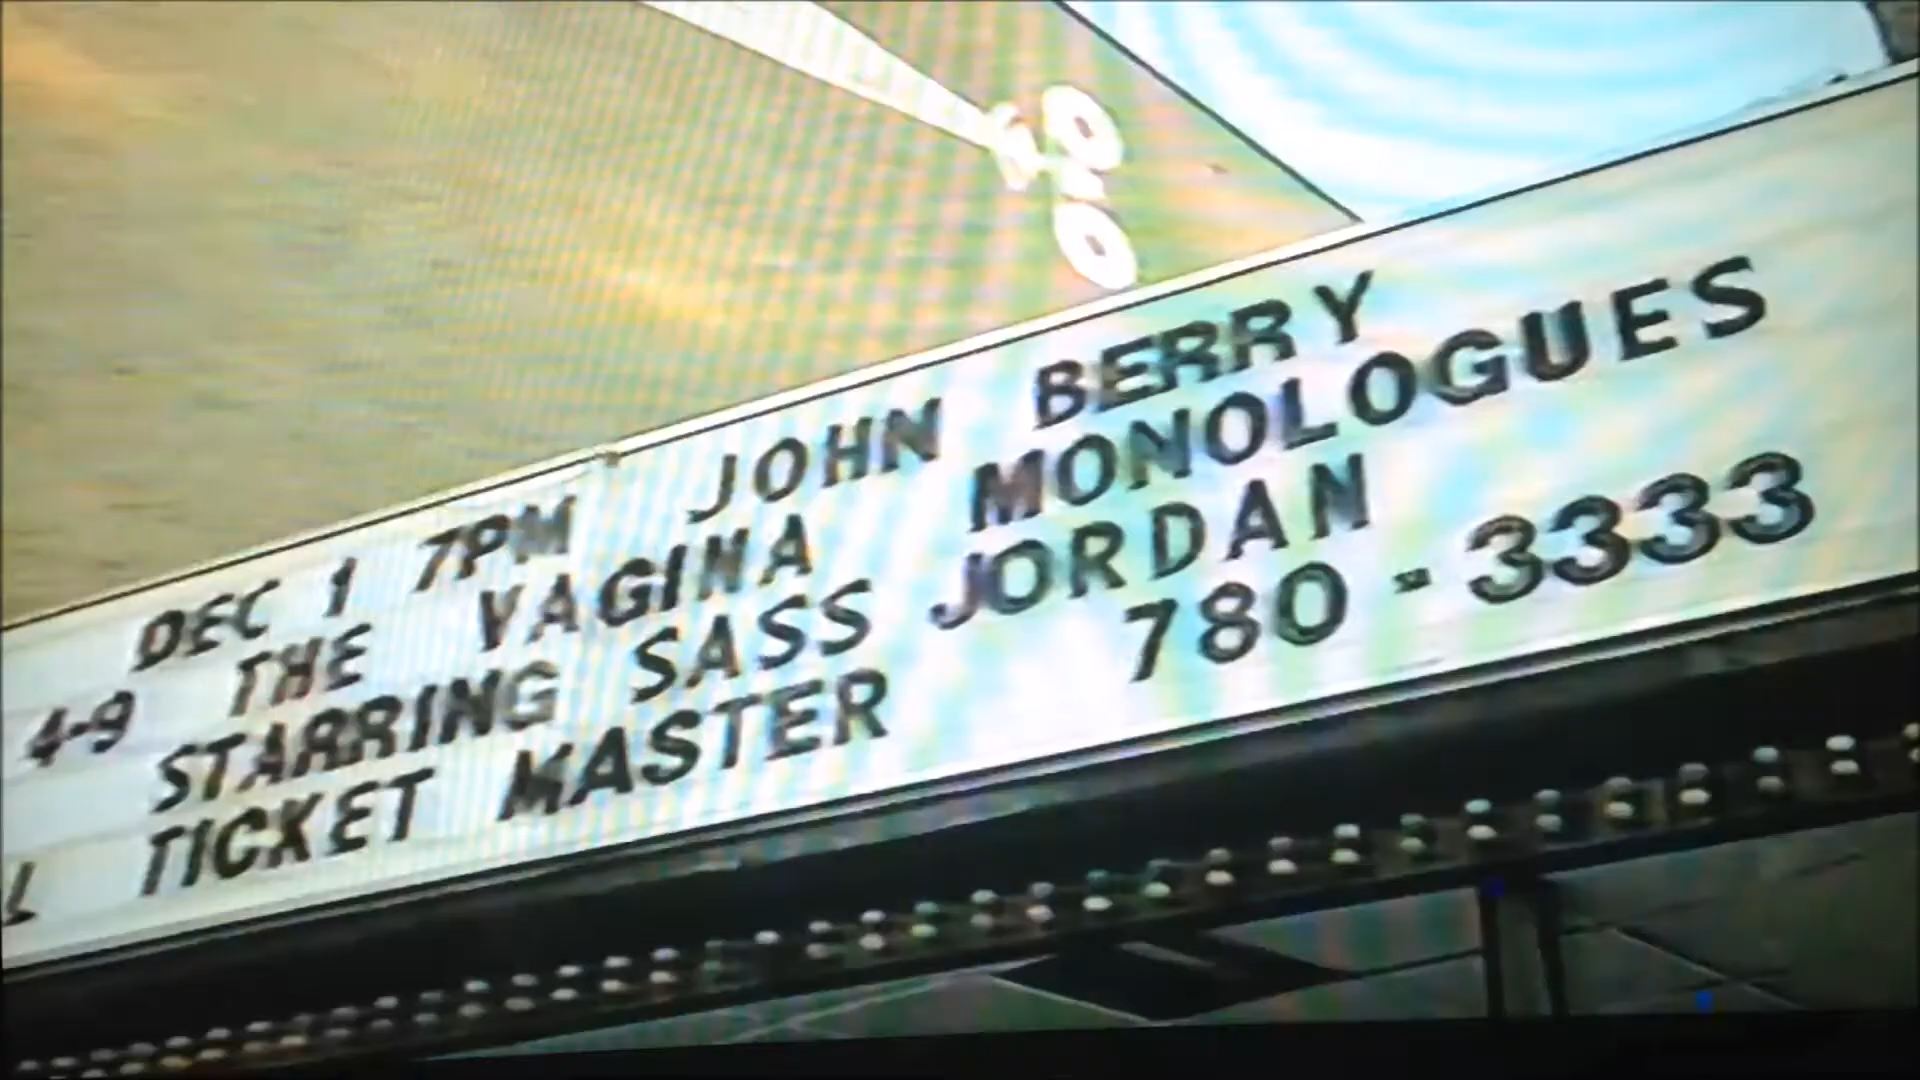 DEC 1 7PM JOHN BERRY
4-9 THE VAGINA MONOLOGUES
STARRING SASS JORDAN
L TICKET MASTER 780-3333